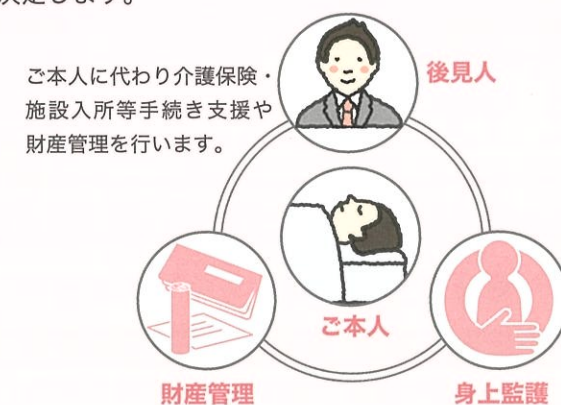 決定します。
ご本人に代わり介護保険・
施設入所等手続き支援や
財産管理を行います。
後見人
ご本人
財産管理
身上監護